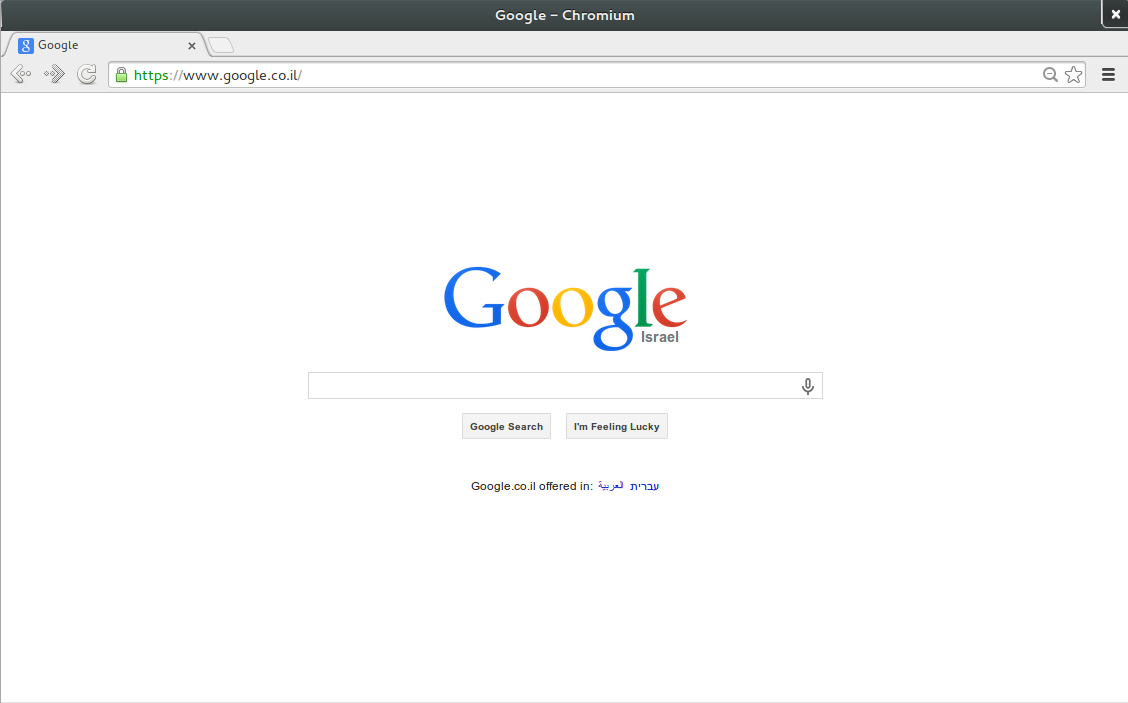 Google - Chromium
8 Google
https://www.google.co.il/
Google
Israel
Google Search I'm Feeling Lucky
Google.co.il offered in: العربية עברית